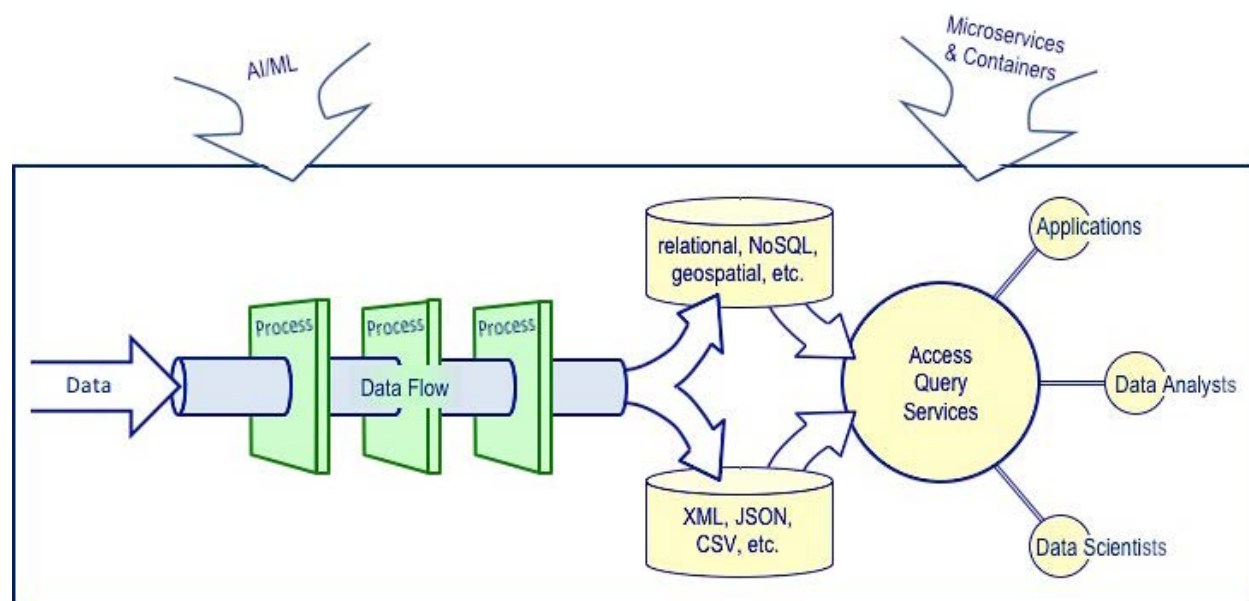 AI/ML
Microservices
& Containers
relational, NoSQL,
geospatial, etc.
Applications
Process
Process
Process
Data
Data Flow
Access
Query
Services
Data Analysts
XML, JSON,
CSV, etc.
Data Scientists